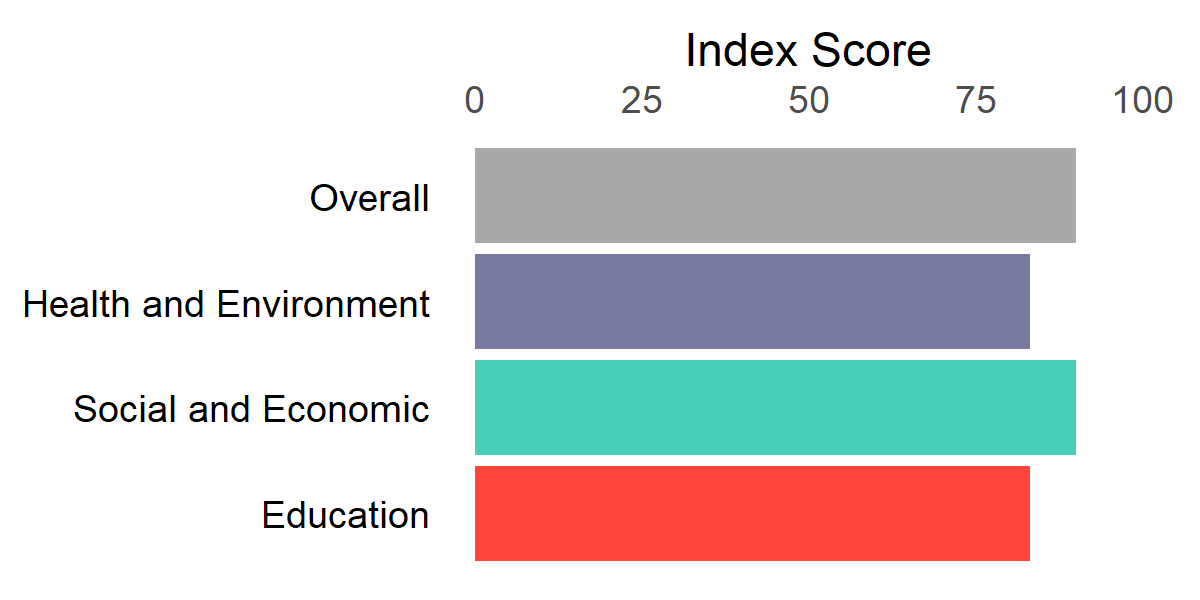 Index Score
0 25 50 75 100
Overall
Health and Environment
Social and Economic
Education